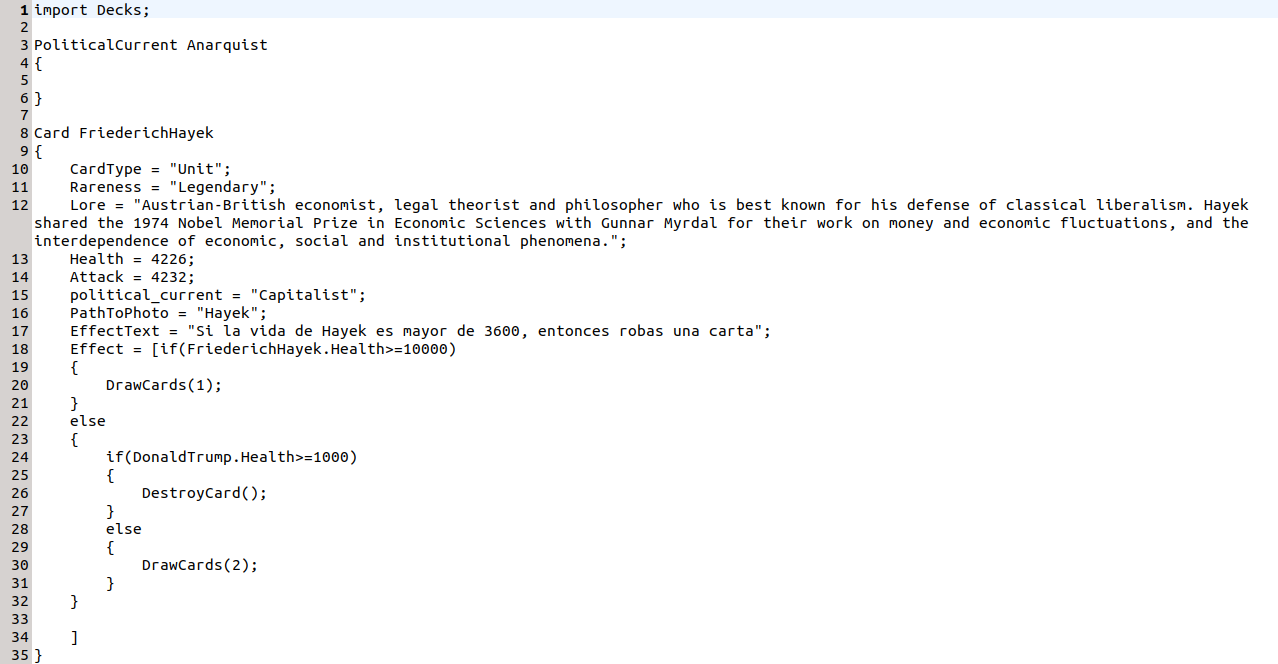 1 import Decks;
2
3 PoliticalCurrent Anarquist
4 {
5
6 }
7
8 Card FriederichHayek
9 {
10     CardType = "Unit";
11     Rareness = "Legendary";
12     Lore = "Austrian-British economist, legal theorist and philosopher who is best known for his defense of classical liberalism. Hayek
shared the 1974 Nobel Memorial Prize in Economic Sciences with Gunnar Myrdal for their work on money and economic fluctuations, and the
interdependence of economic, social and institutional phenomena.";
13     Health = 4226;
14     Attack = 4232;
15     political_current = "Capitalist";
16     PathToPhoto = "Hayek";
17     EffectText = "Si la vida de Hayek es mayor de 3600, entonces robas una carta";
18     Effect = [if(FriederichHayek.Health>=10000)
19     {
20         DrawCards(1);
21     }
22     else
23     {
24         if(DonaldTrump.Health>=1000)
25         {
26             DestroyCard();
27         }
28         else
29         {
30             DrawCards(2);
31         }
32     }
33
34     ]
35 }